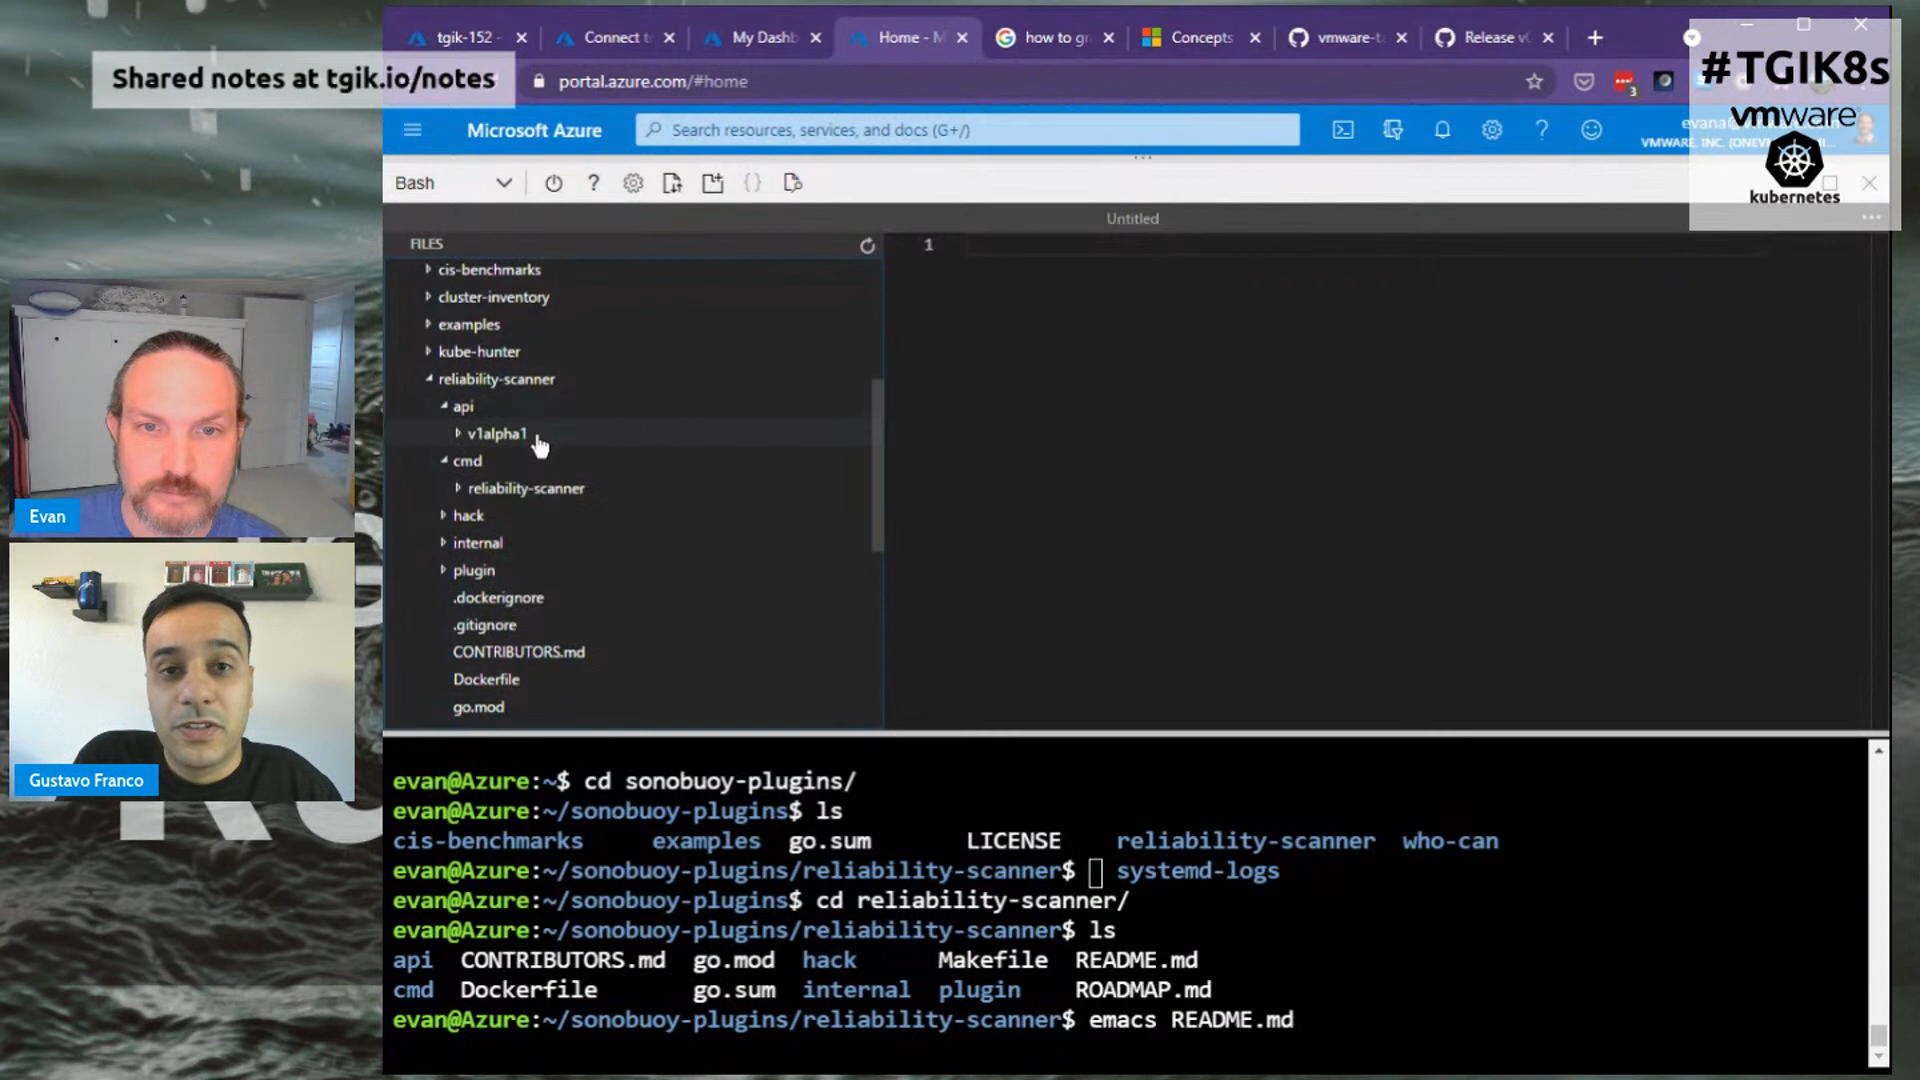 tgik-152 -
Connect t
My Dashb
Home - M
how to g
Concepts
vmware-t
Release v
Shared notes at tgik.io/notes
portal.azure.com/#home
3
#TGIK8s
vmware
kubernetes
Microsoft Azure
Search resources, services, and docs (G+/)
VMWARE, INC.
Bash
Untitled
FILES
1
cis-benchmarks
cluster-inventory
examples
kube-hunter
reliability-scanner
api
v1alpha1
cmd
reliability-scanner
hack
internal
plugin
.dockerignore
.gitignore
CONTRIBUTORS.md
Dockerfile
go.mod
Evan
Gustavo Franco
evan@Azure:~$ cd sonobuoy-plugins/
evan@Azure:~/sonobuoy-plugins$ ls
cis-benchmarks examples go.sum LICENSE reliability-scanner who-can
evan@Azure:~/sonobuoy-plugins/reliability-scanner$ systemd-logs
evan@Azure:~/sonobuoy-plugins$ cd reliability-scanner/
evan@Azure:~/sonobuoy-plugins/reliability-scanner$ ls
api CONTRIBUTORS.md go.mod hack Makefile README.md
cmd Dockerfile go.sum internal plugin ROADMAP.md
evan@Azure:~/sonobuoy-plugins/reliability-scanner$ emacs README.md